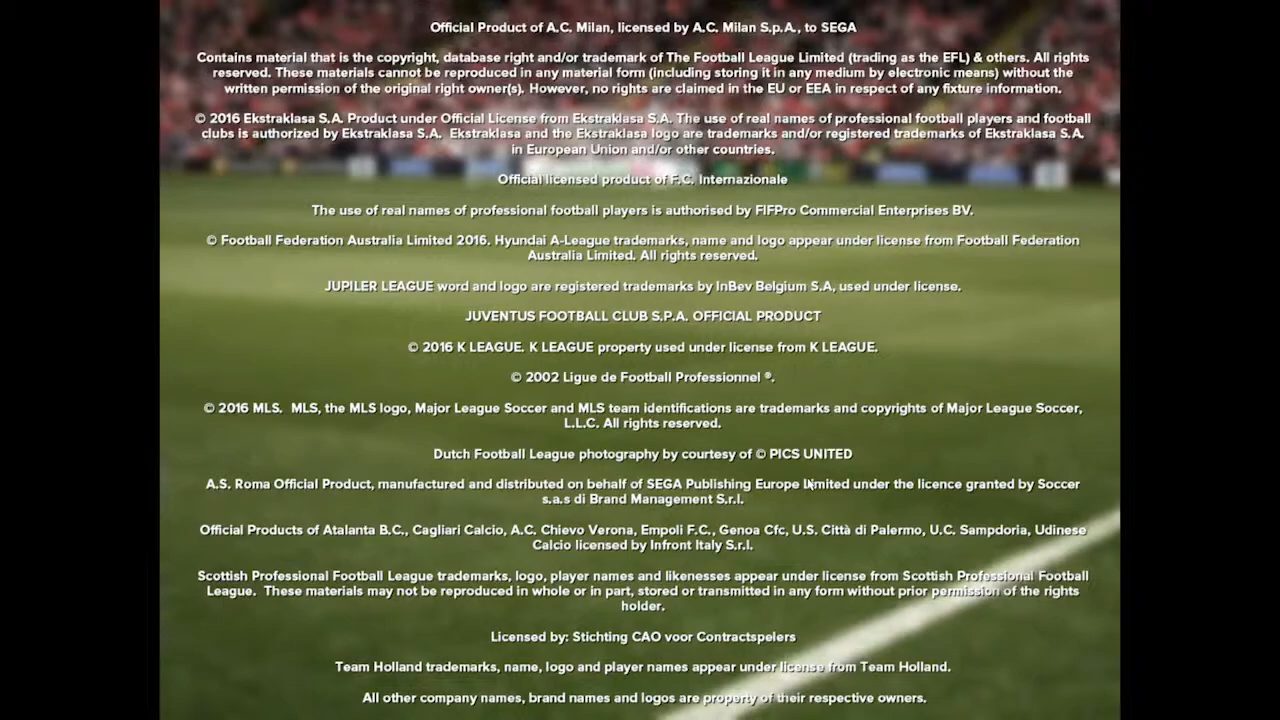 Official Product of A.C. Milan, licensed by A.C. Milan S.p.A., to SEGA
Contains material that is the copyright, database right and/or trademark of The Football League Limited (trading as the EFL) & others. All rights
reserved. These materials cannot be reproduced in any material form (including storing it in any medium by electronic means) without the
written permission of the original right owner(s). However, no rights are claimed in the EU or EEA in respect of any fixture information.
© 2016 Ekstraklasa S.A. Product under Official License from Ekstraklasa S.A. The use of real names of professional football players and football
clubs is authorized by Ekstraklasa S.A. Ekstraklasa and the Ekstraklasa logo are trademarks and/or registered trademarks of Ekstraklasa S.A.
in European Union and/or other countries.
Official licensed product of F.C. Internazionale
The use of real names of professional football players is authorised by FIFPro Commercial Enterprises BV.
© Football Federation Australia Limited 2016. Hyundai A-League trademarks, name and logo appear under license from Football Federation
Australia Limited. All rights reserved.
JUPILER LEAGUE word and logo are registered trademarks by InBev Belgium S.A, used under license.
JUVENTUS FOOTBALL CLUB S.P.A. OFFICIAL PRODUCT
© 2016 K LEAGUE. K LEAGUE property used under license from K LEAGUE.
© 2002 Ligue de Football Professionnel ®.
© 2016 MLS. MLS, the MLS logo, Major League Soccer and MLS team identifications are trademarks and copyrights of Major League Soccer,
L.L.C. All rights reserved.
Dutch Football League photography by courtesy of © PICS UNITED
A.S. Roma Official Product, manufactured and distributed on behalf of SEGA Publishing Europe Limited under the licence granted by Soccer
s.a.s di Brand Management S.r.l.
Official Products of Atalanta B.C., Cagliari Calcio, A.C. Chievo Verona, Empoli F.C., Genoa Cfc, U.S. Città di Palermo, U.C. Sampdoria, Udinese
Calcio licensed by Infront Italy S.r.l.
Scottish Professional Football League trademarks, logo, player names and likenesses appear under license from Scottish Professional Football
League. These materials may not be reproduced in whole or in part, stored or transmitted in any form without prior permission of the rights
holder.
Licensed by: Stichting CAO voor Contractspelers
Team Holland trademarks, name, logo and player names appear under license from Team Holland.
All other company names, brand names and logos are property of their respective owners.